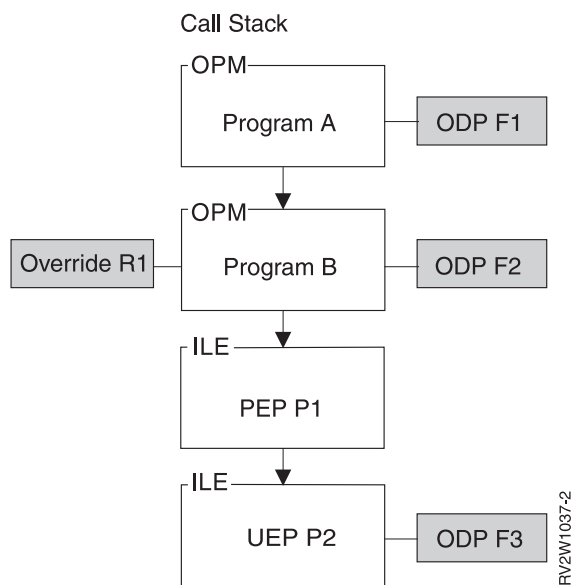 Call Stack
OPM
Program A
ODP F1
OPM
Override R1
Program B
ODP F2
ILE
PEP P1
ILE
UEP P2
ODP F3
RV2W1037-2